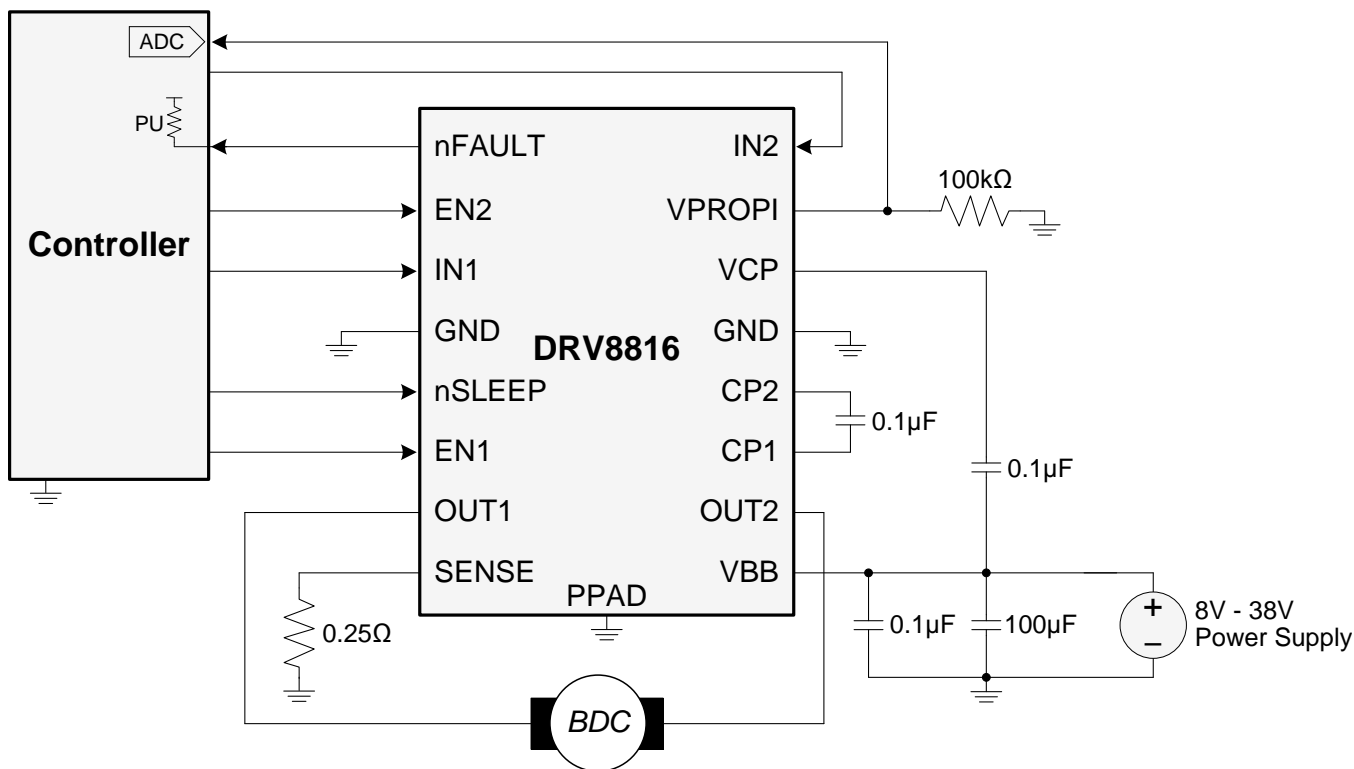 ADC
PU
Controller
nFAULT
EN2
IN1
GND
nSLEEP
EN1
OUT1
SENSE
DRV8816
PPAD
IN2
VPROPI
VCP
GND
CP2
CP1
OUT2
VBB
100kΩ
0.1µF
0.1µF
0.1µF
100µF
+
−
8V - 38V
Power Supply
0.25Ω
BDC